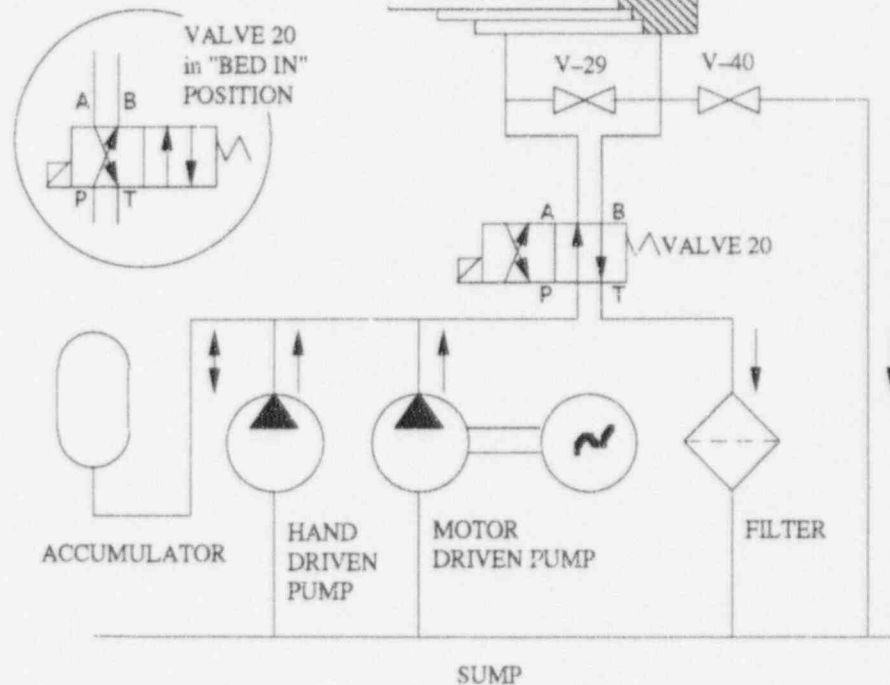 VALVE 20
in "BED IN"
POSITION
A B
P T
V-29
V-40
A B
P T
VALVE 20
ACCUMULATOR
HAND
DRIVEN
PUMP
MOTOR
DRIVEN PUMP
FILTER
SUMP